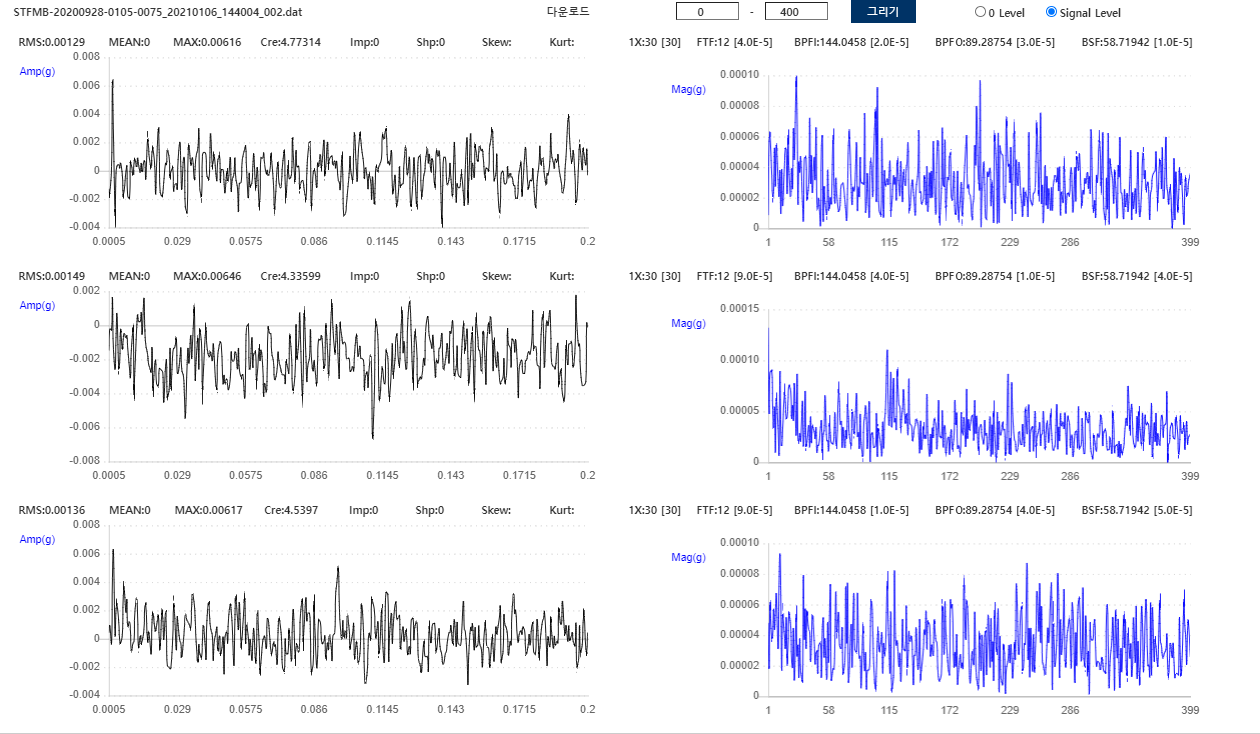 STFMB-20200928-0105-0075_20210106_144004_002.dat 다운로드 0 - 400 그리기 0 Level Signal Level
RMS:0.00129 MEAN:0 MAX:0.00616 Cre:4.77314 Imp:0 Shp:0 Skew: Kurt:
Amp(g)
0.008
0.006
0.004
0.002
0
-0.002
-0.004
0.0005 0.029 0.0575 0.086 0.1145 0.143 0.1715 0.2
1X:30 [30] FTF:12 [4.0E-5] BPFI:144.0458 [2.0E-5] BPFO:89.28754 [3.0E-5] BSF:58.71942 [1.0E-5]
Mag(g)
0.00010
0.00008
0.00006
0.00004
0.00002
0
1 58 115 172 229 286 399
RMS:0.00149 MEAN:0 MAX:0.00646 Cre:4.33599 Imp:0 Shp:0 Skew: Kurt:
Amp(g)
0.002
0
-0.002
-0.004
-0.006
-0.008
0.0005 0.029 0.0575 0.086 0.1145 0.143 0.1715 0.2
1X:30 [30] FTF:12 [9.0E-5] BPFI:144.0458 [4.0E-5] BPFO:89.28754 [1.0E-5] BSF:58.71942 [4.0E-5]
Mag(g)
0.00015
0.00010
0.00005
0
1 58 115 172 229 286 399
RMS:0.00136 MEAN:0 MAX:0.00617 Cre:4.5397 Imp:0 Shp:0 Skew: Kurt:
Amp(g)
0.008
0.006
0.004
0.002
0
-0.002
-0.004
0.0005 0.029 0.0575 0.086 0.1145 0.143 0.1715 0.2
1X:30 [30] FTF:12 [9.0E-5] BPFI:144.0458 [1.0E-5] BPFO:89.28754 [4.0E-5] BSF:58.71942 [5.0E-5]
Mag(g)
0.00010
0.00008
0.00006
0.00004
0.00002
0
1 58 115 172 229 286 399